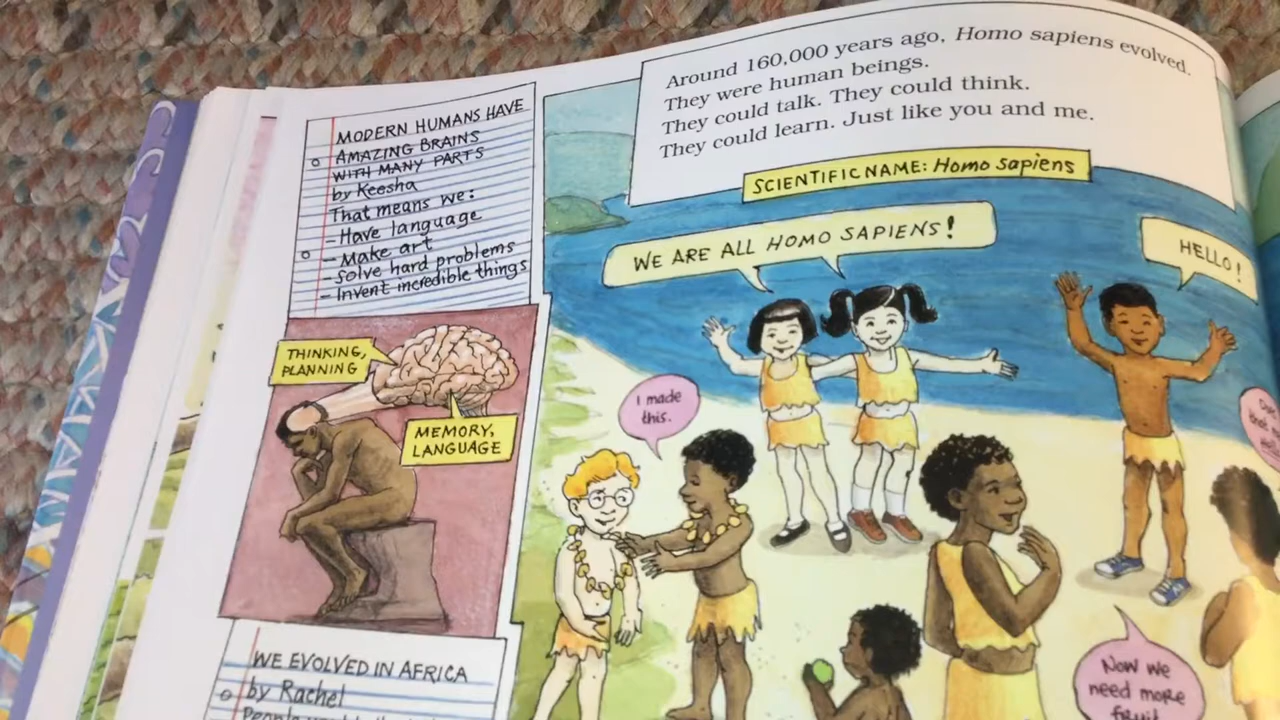 Around 160,000 years ago, Homo sapiens evolved.
They were human beings.
They could talk. They could think.
They could learn. Just like you and me.
MODERN HUMANS HAVE
AMAZING BRAINS
WITH MANY PARTS
by Keesha
That means we:
- Have language
- Make art
- solve hard problems
- Invent incredible things
THINKING,
PLANNING
MEMORY,
LANGUAGE
WE EVOLVED IN AFRICA
by Rachel
SCIENTIFIC NAME: Homo sapiens
WE ARE ALL HOMO SAPIENS!
HELLO!
I made
this.
Now we
need more
fruit